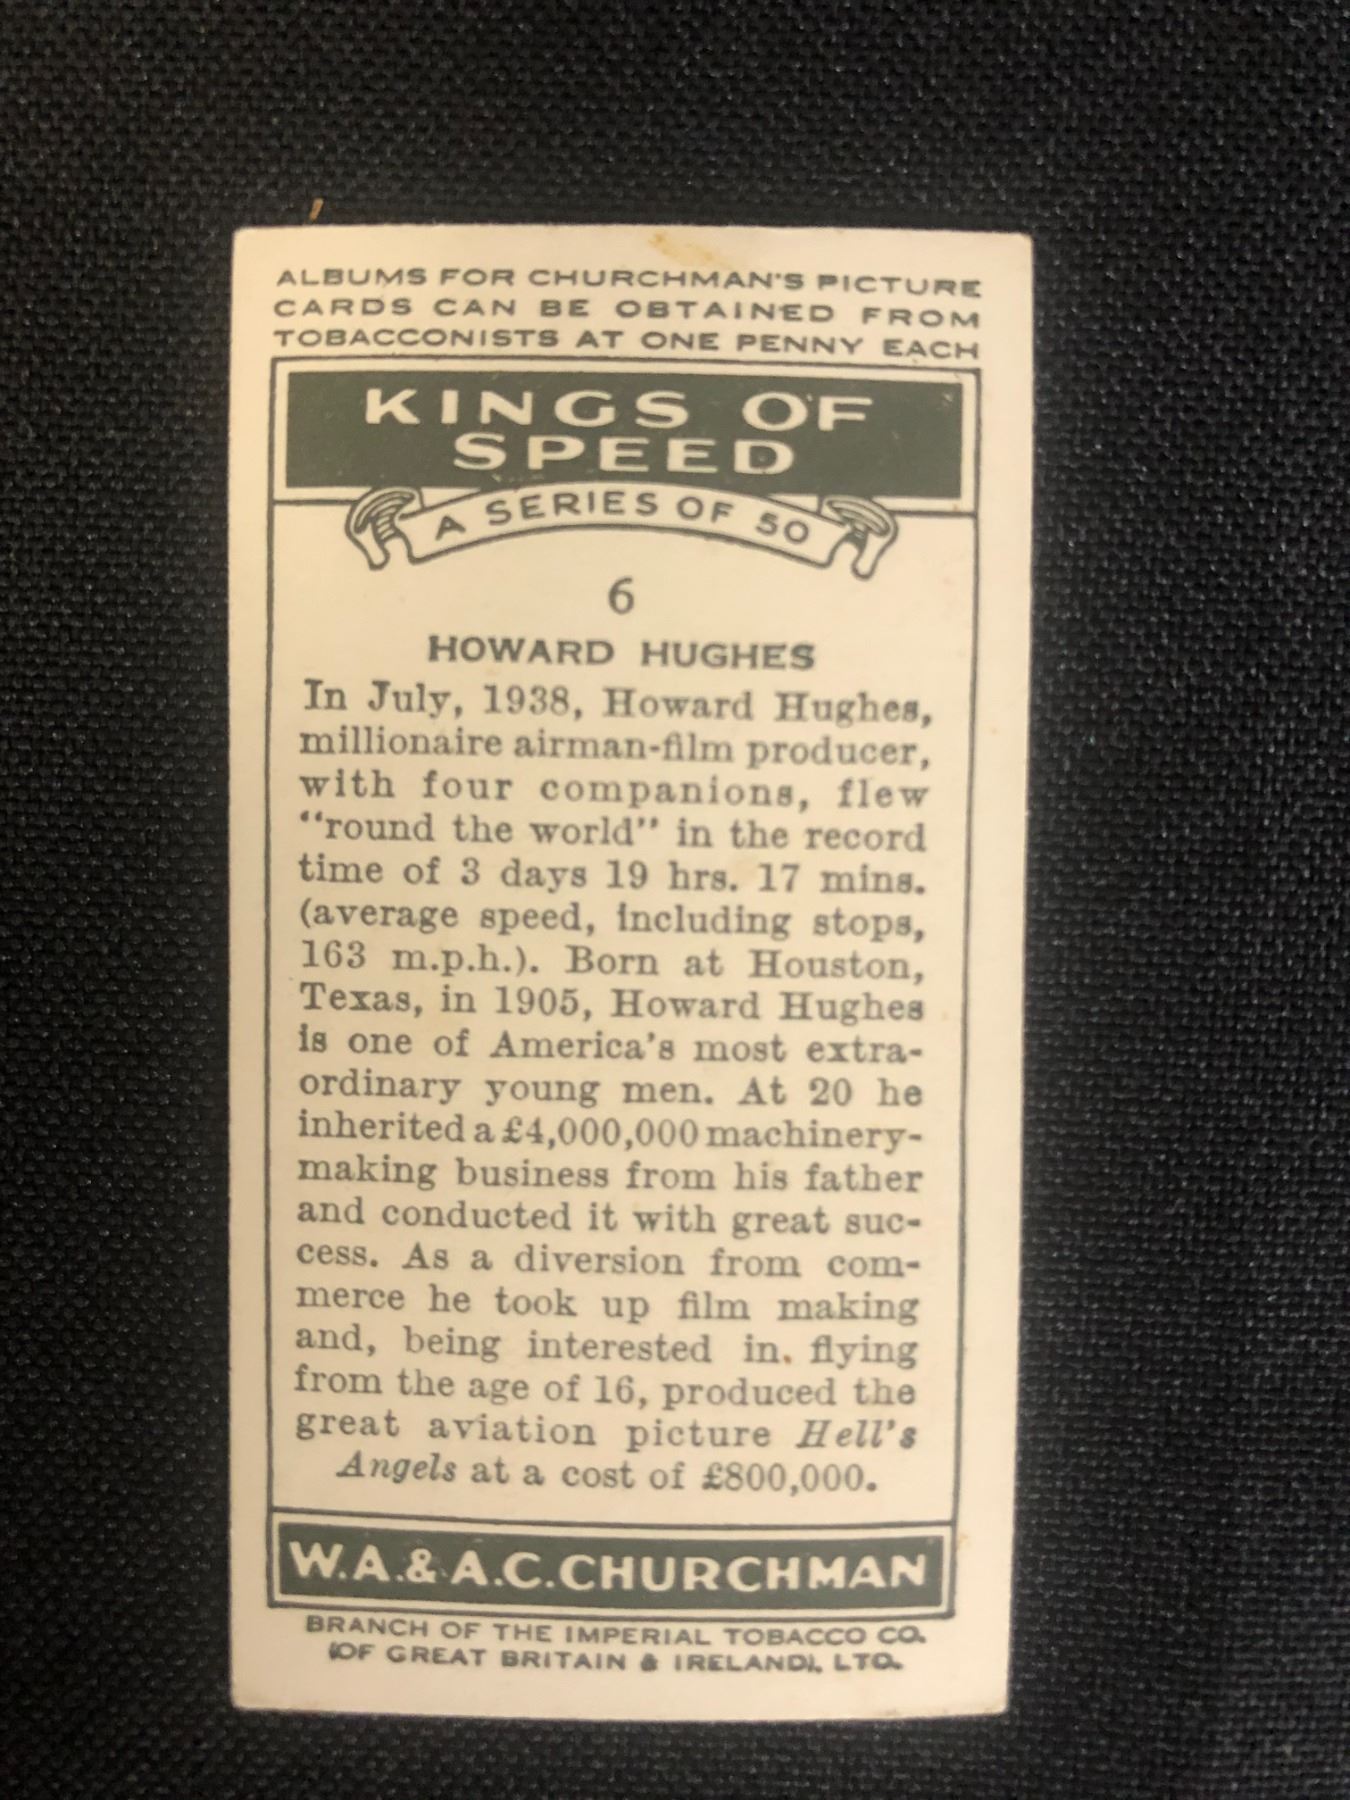 ALBUMS FOR CHURCHMAN'S PICTURE
CARDS CAN BE OBTAINED FROM
TOBACCONISTS AT ONE PENNY EACH
KINGS OF
SPEED
A SERIES OF 50
6
HOWARD HUGHES
In July, 1938, Howard Hughes,
millionaire airman-film producer,
with four companions, flew
"round the world" in the record
time of 3 days 19 hrs. 17 mins.
(average speed, including stops,
163 m.p.h.). Born at Houston,
Texas, in 1905, Howard Hughes
is one of America's most extra-
ordinary young men. At 20 he
inherited a £4,000,000 machinery-
making business from his father
and conducted it with great suc-
cess. As a diversion from com-
merce he took up film making
and, being interested in. flying
from the age of 16, produced the
great aviation picture Hell's
Angels at a cost of £800,000.
W.A.& A.C.CHURCHMAN
BRANCH OF THE IMPERIAL TOBACCO CO.
(OF GREAT BRITAIN & IRELAND), LTD.